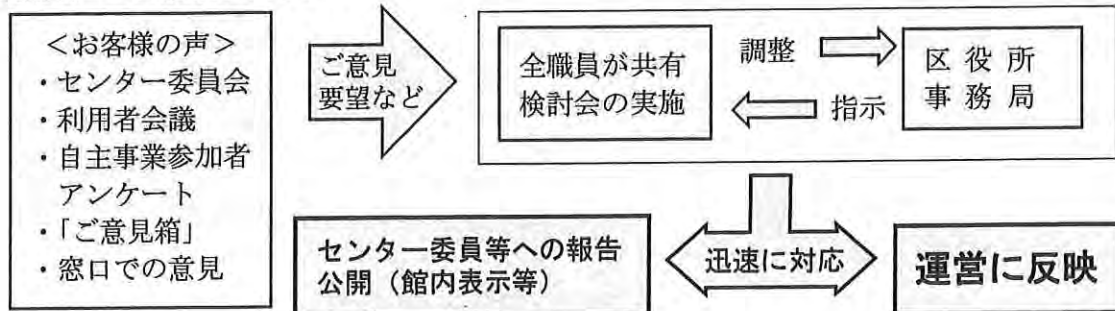 ＜お客様の声＞
・センター委員会
・利用者会議
・自主事業参加者
アンケート
・「ご意見箱」
・窓口での意見
ご意見
要望など
全職員が共有
検討会の実施
調整
指示
区役所
事務局
センター委員等への報告
公開（館内表示等）
迅速に対応
運営に反映